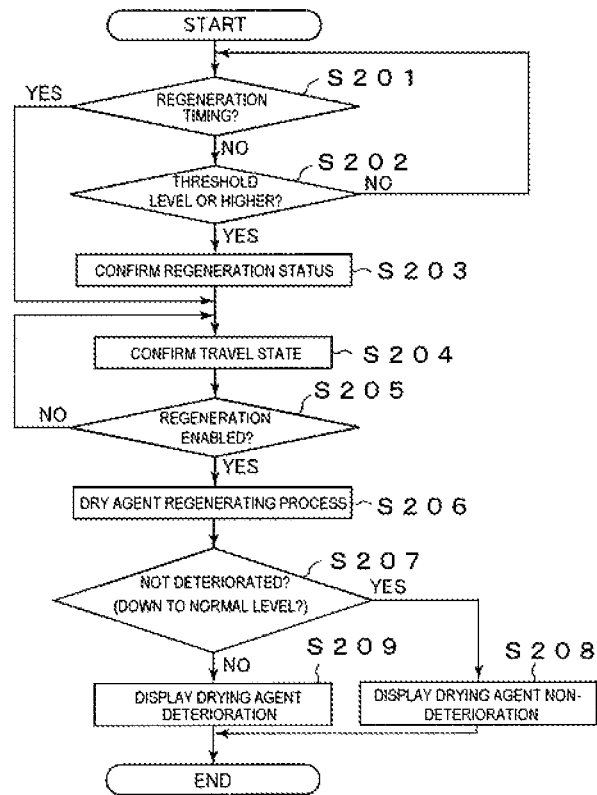 START
S201
YES
REGENERATION
TIMING?
NO
S202
THRESHOLD
LEVEL OR HIGHER?
NO
YES
CONFIRM REGENERATION STATUS
S203
CONFIRM TRAVEL STATE
S204
S205
NO
REGENERATION
ENABLED?
YES
DRY AGENT REGENERATING PROCESS
S206
S207
NOT DETERIORATED?
(DOWN TO NORMAL LEVEL?)
YES
NO
S209
S208
DISPLAY DRYING AGENT
DETERIORATION
DISPLAY DRYING AGENT NON-
DETERIORATION
END